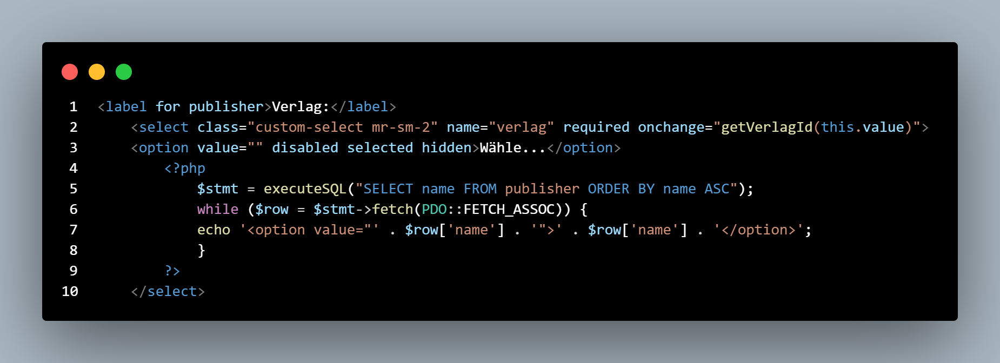 1 <label for publisher>Verlag:</label>
2 <select class="custom-select mr-sm-2" name="verlag" required onchange="getVerlagId(this.value)">
3 <option value="" disabled selected hidden>Wähle...</option>
4 <?php
5 $stmt = executeSQL("SELECT name FROM publisher ORDER BY name ASC");
6 while ($row = $stmt->fetch(PDO::FETCH_ASSOC)) {
7 echo '<option value="' . $row['name'] . '">' . $row['name'] . '</option>';
8 }
9 ?>
10 </select>